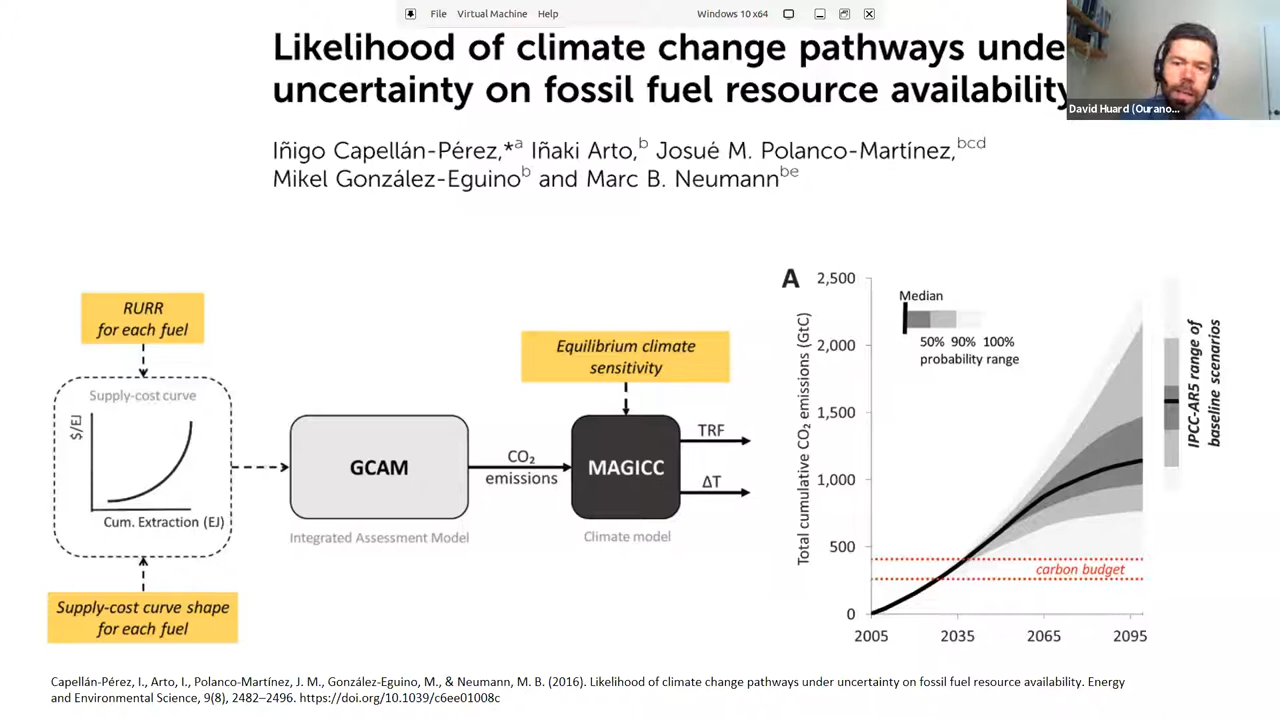 File Virtual Machine Help
Windows 10 x64
Likelihood of climate change pathways unde
uncertainty on fossil fuel resource availability
David Huard (Ourano...
Iñigo Capellán-Pérez,*a Iñaki Arto,b Josué M. Polanco-Martínez,bcd
Mikel González-Eguinob and Marc B. Neumannbe
RURR
for each fuel
Supply-cost curve
$/EJ
Cum. Extraction (EJ)
Supply-cost curve shape
for each fuel
GCAM
Integrated Assessment Model
CO₂
emissions
Equilibrium climate
sensitivity
MAGICC
Climate model
TRF
ΔT
A
Total cumulative CO₂ emissions (GtC)
2,500
2,000
1,500
1,000
500
0
Median
50% 90% 100%
probability range
carbon budget
2005 2035 2065 2095
IPCC-AR5 range of
baseline scenarios
Capellán-Pérez, I., Arto, I., Polanco-Martínez, J. M., González-Eguino, M., & Neumann, M. B. (2016). Likelihood of climate change pathways under uncertainty on fossil fuel resource availability. Energy
and Environmental Science, 9(8), 2482–2496. https://doi.org/10.1039/c6ee01008c